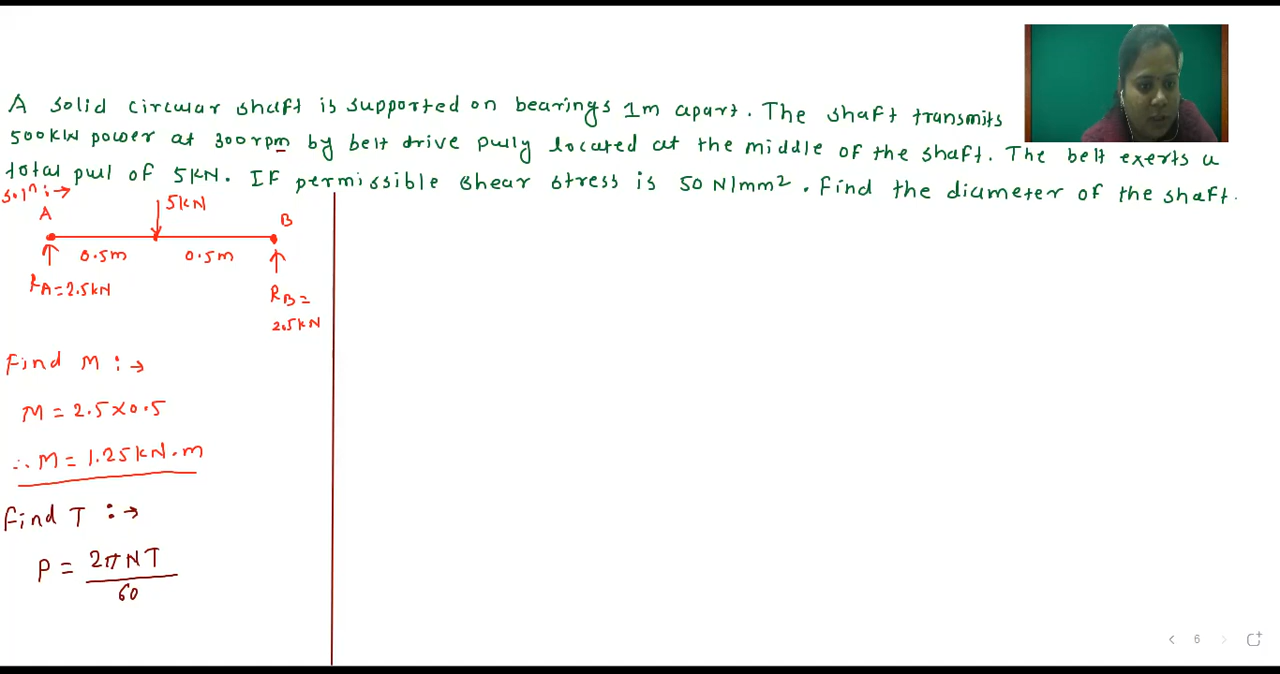 A solid circular shaft is supported on bearings 1m apart. The shaft transmits
500KW power at 300rpm by belt drive pully located at the middle of the shaft. The belt exerts a
total pull of 5KN. IF permissible shear stress is 50 N/mm². find the diameter of the shaft.
Solⁿ:→
5KN
A
B
0.5m 0.5m
RA=2.5KN
RB=
2.5KN
Find M :→
M = 2.5×0.5
∴ M = 1.25KN.m
Find T :→
P = 2πNT
60
6